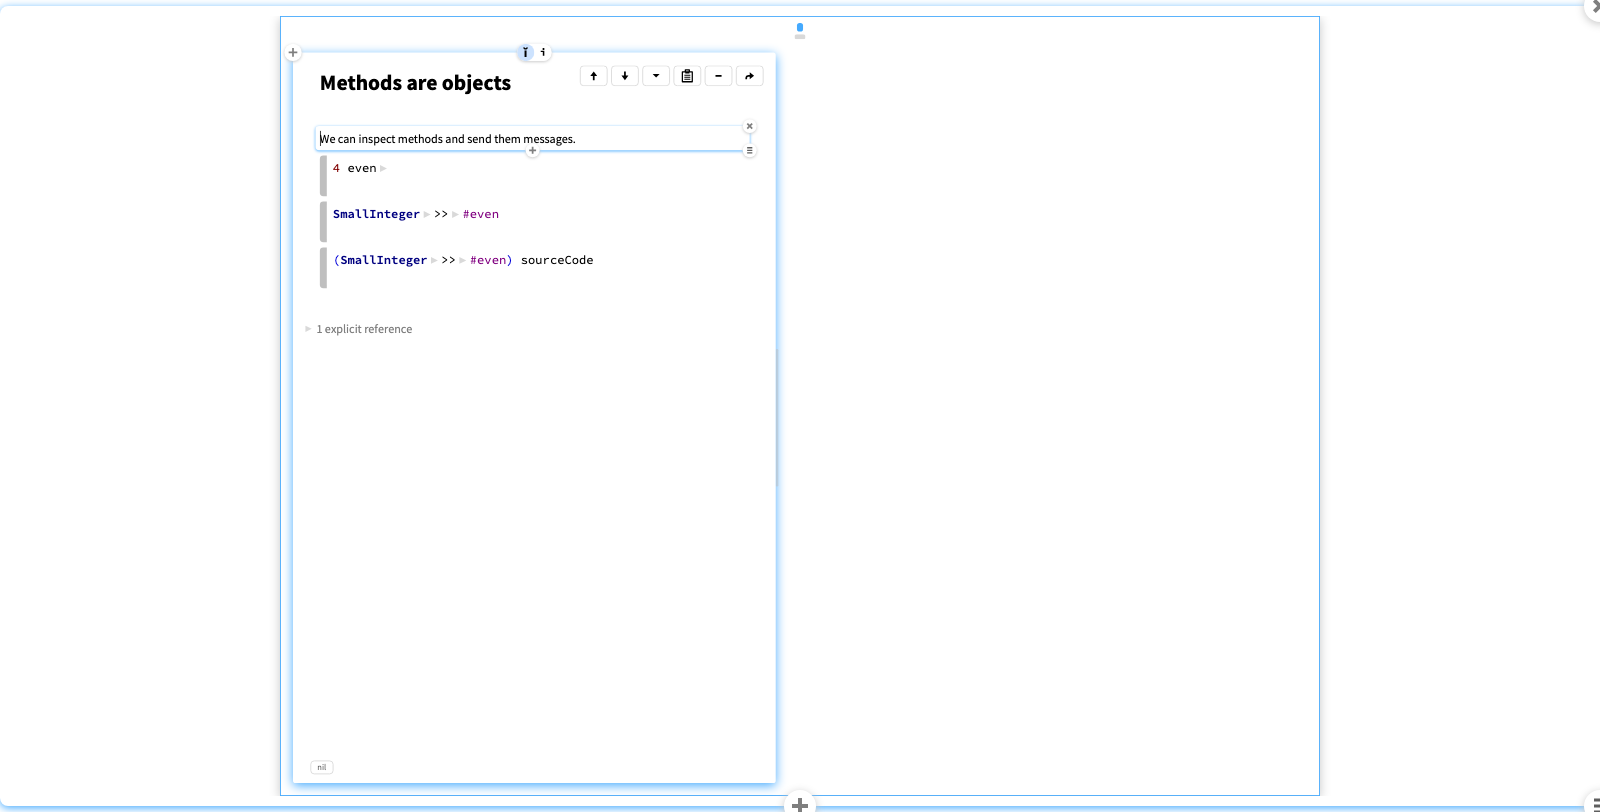 Methods are objects
We can inspect methods and send them messages.
4 even
SmallInteger >> #even
(SmallInteger >> #even) sourceCode
1 explicit reference
nil